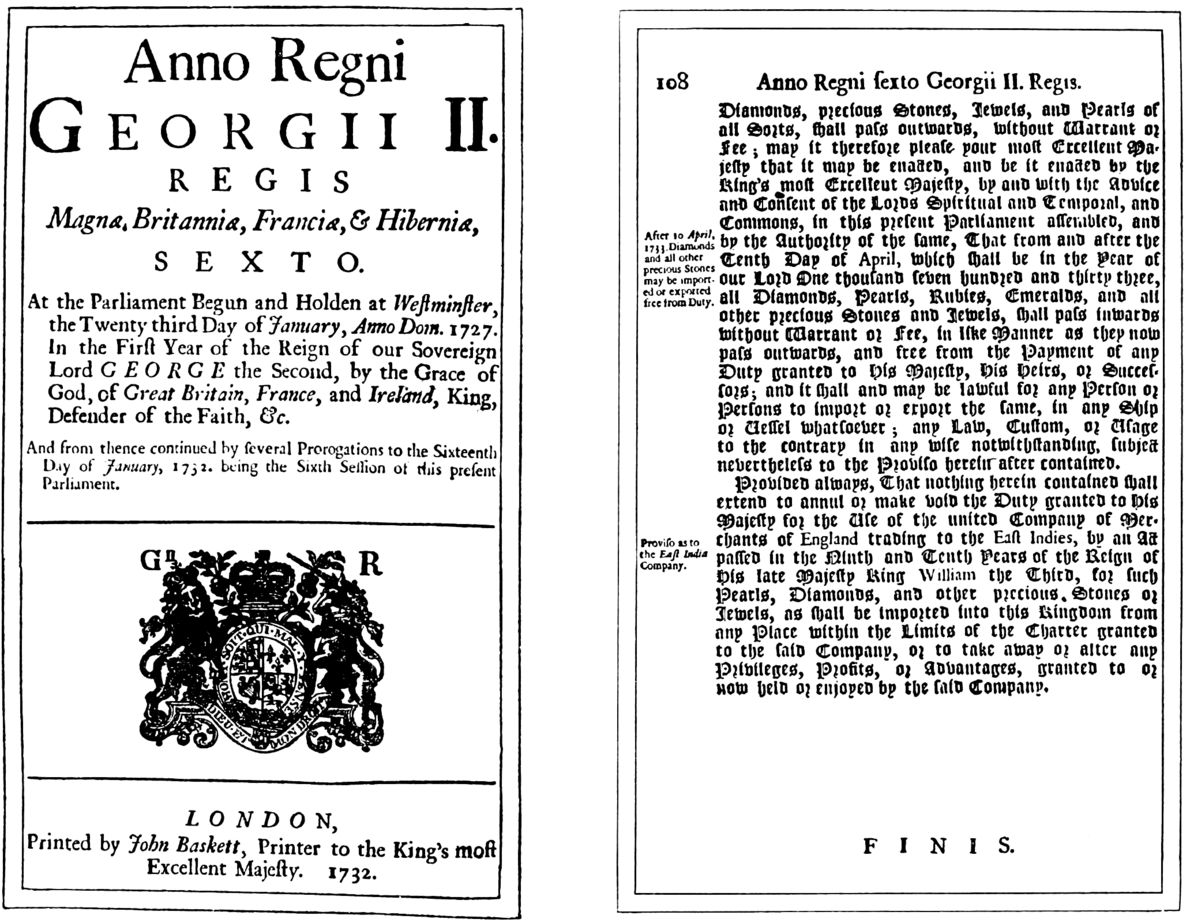 Anno Regni
GEORGII II.
REGIS
Magnæ, Britanniæ, Franciæ, & Hiberniæ,
SEXTO.
At the Parliament Begun and Holden at Weſtminſter,
the Twenty third Day of January, Anno Dom. 1727.
In the Firſt Year of the Reign of our Sovereign
Lord GEORGE the Second, by the Grace of
God, of Great Britain, France, and Ireland, King,
Defender of the Faith, &c.
And from thence continued by ſeveral Prorogations to the Sixteenth
Day of January, 1732. being the Sixth Seſſion of this preſent
Parliament.
G II R
HONI SOIT QUI MAL Y PENSE
DIEU ET MON DROIT
LONDON,
Printed by John Baskett, Printer to the King's moſt
Excellent Majeſty. 1732.
108 Anno Regni ſexto Georgii II. Regis.
Diamonds, precious Stones, Jewels, and Pearls of
all Sorts, ſhall paſs outwards, without Warrant or
Fee; may it therefore pleaſe your moſt Excellent Ma-
jeſty that it may be enacted, and be it enacted by the
King's moſt Excellent Majeſty, by and with the Advice
and Conſent of the Lords Spiritual and Temporal, and
Commons, in this preſent Parliament aſſembled, and
by the Authority of the ſame, That from and after the
Tenth Day of April, which ſhall be in the Year of
our Lord One thouſand ſeven hundred and thirty three,
all Diamonds, Pearls, Rubies, Emeralds, and all
other precious Stones and Jewels, ſhall paſs inwards
without Warrant or Fee, in like Manner as they now
paſs outwards, and free from the Payment of any
Duty granted to His Majeſty, His Heirs, or Succeſ-
ſors; and it ſhall and may be lawful for any Perſon or
Perſons to import or export the ſame, in any Ship
or Veſſel whatſoever; any Law, Cuſtom, or Uſage
to the contrary in any wiſe notwithſtanding, ſubject
nevertheleſs to the Proviſo herein after contained.
Provided always, That nothing herein contained ſhall
extend to annul or make void the Duty granted to His
Majeſty for the Uſe of the united Company of Mer-
chants of England trading to the Eaſt Indies, by an Act
paſſed in the Ninth and Tenth Years of the Reign of
His late Majeſty King William the Third, for ſuch
Pearls, Diamonds, and other precious Stones or
Jewels, as ſhall be imported into this Kingdom from
any Place within the Limits of the Charter granted
to the ſaid Company, or to take away or alter any
Privileges, Profits, or Advantages, granted to or
now held or enjoyed by the ſaid Company.
After 10 April,
1733. Diamonds
and all other
precious Stones
may be import-
ed or exported
free from Duty.
Proviſo as to
the Eaſt India
Company.
FINIS.